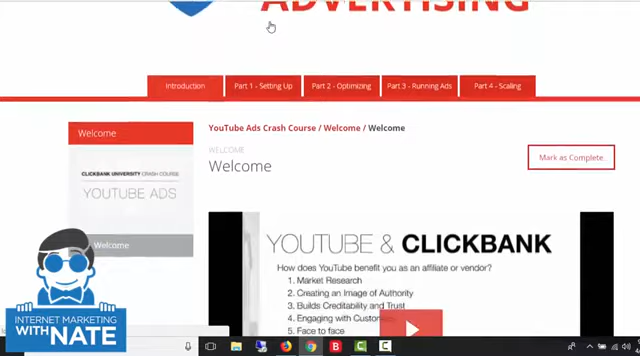 ADVERTISING
Introduction
Part 1 - Setting Up
Part 2 - Optimizing
Part 3 - Running Ads
Part 4 - Scaling
Welcome
YouTube Ads Crash Course / Welcome / Welcome
WELCOME
Welcome
Mark as Complete
CLICKBANK UNIVERSITY CRASH COURSE
YOUTUBE ADS
Welcome
YOUTUBE & CLICKBANK
How does YouTube benefit you as an affiliate or vendor?
1. Market Research
2. Creating an Image of Authority
3. Builds Creditability and Trust
4. Engaging with Custome
5. Face to face
INTERNET MARKETING
WITH NATE